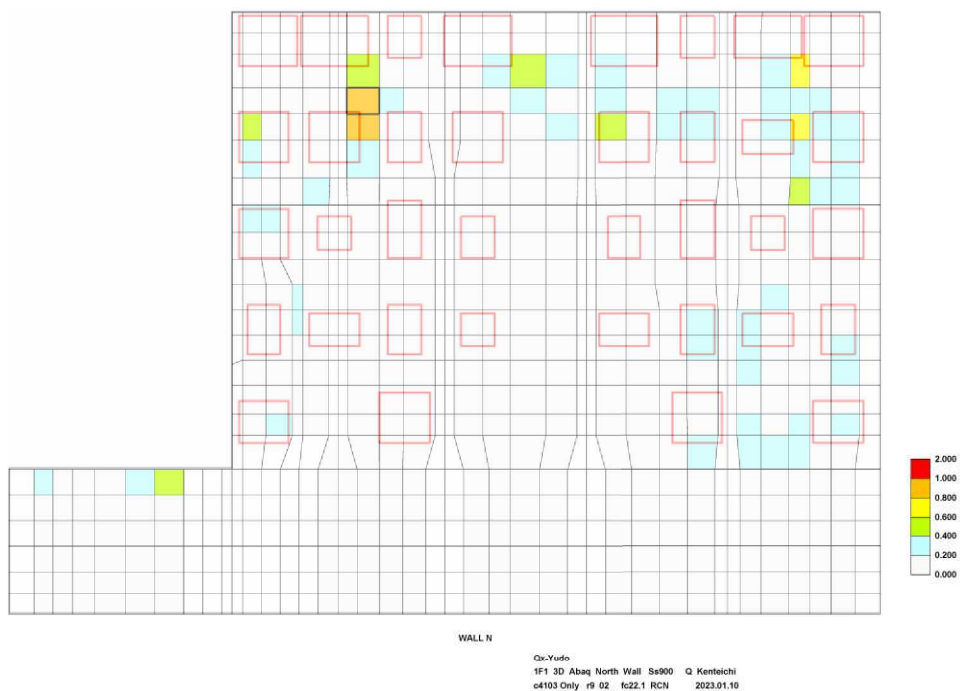 2.000
1.000
0.800
0.600
0.400
0.200
0.000
WALL N
Qx-Yudo
1F1 3D Abaq North Wall Ss900 Q Kenteichi
c4103 Only r9 02 fc22.1 RCN 2023.01.10